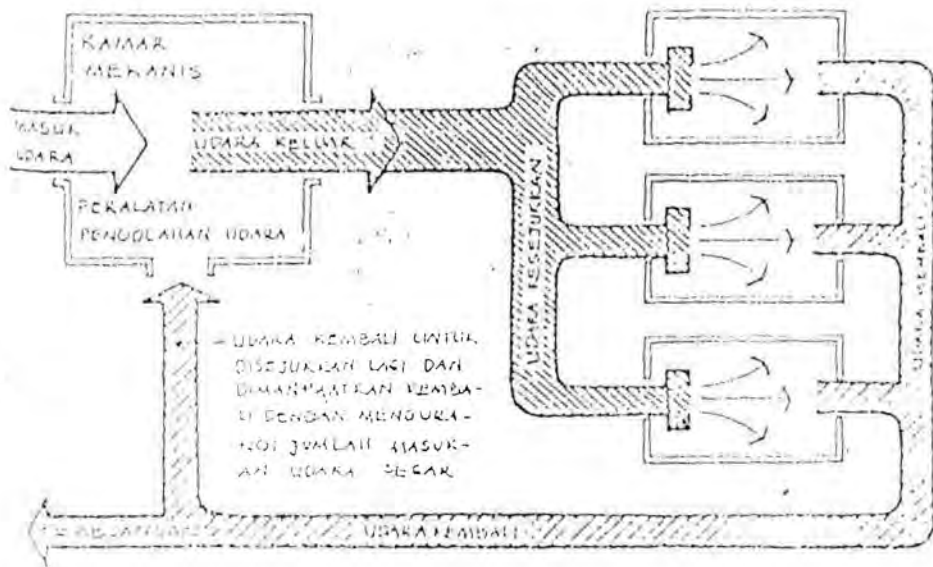 KAMAR
MEKANIS
MASUK
UDARA
UDARA KELUAR
PERALATAN
PENGOLAHAN UDARA
UDARA KESEJUKAN
UDARA KEMBALI
UDARA KEMBALI UNTUK
DISEJUKKAN LAGI DAN
DIMANFAATKAN KEMBA-
LI DENGAN MENGURA-
NGI JUMLAH MASUK-
AN UDARA SEGAR
UDARA KEMBALI